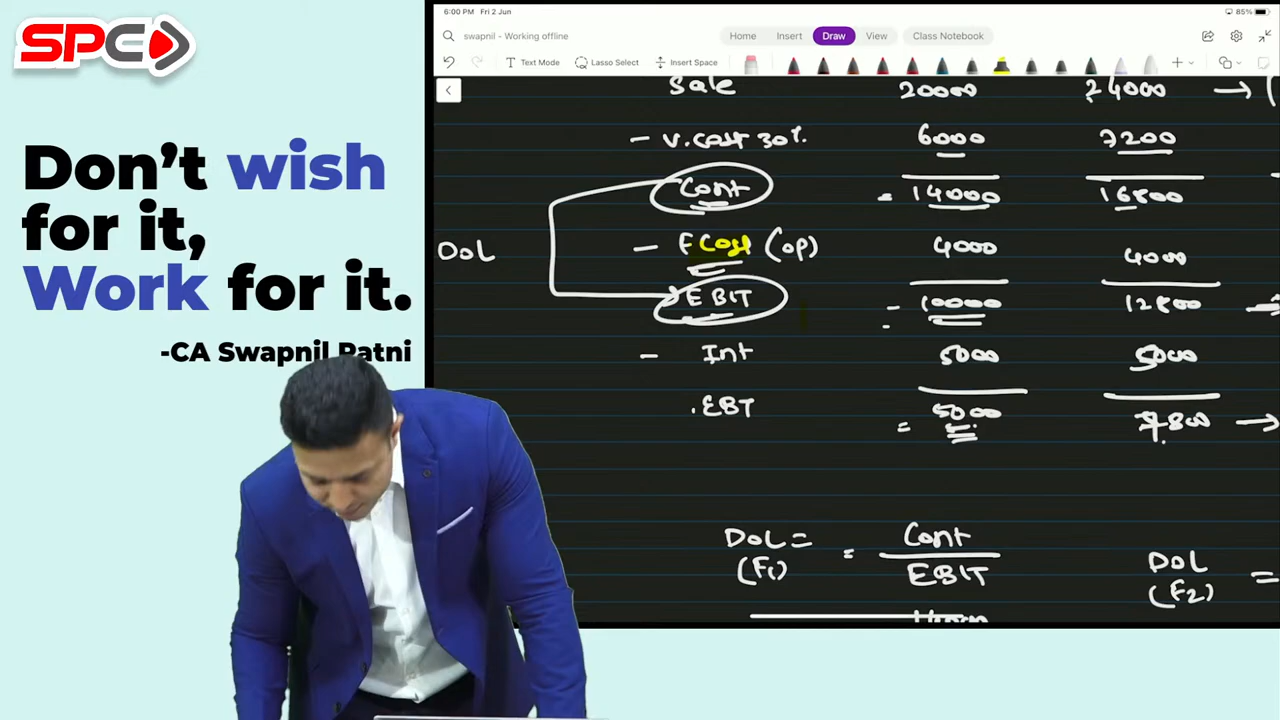 SPC
Don't wish
for it,
Work for it.
-CA Swapnil Patni
6:00 PM Fri 2 Jun
85%
swapnil - Working offline
Home Insert Draw View Class Notebook
Text Mode Lasso Select Insert Space
Sale 20000 24000 → (
- V.Cost 30% 6000 7200
Cont = 14000 16800
DOL
- F Cost (op) 4000 4000
EBIT = 10000 12800 →
- Int 5000 5000
.EBT = 5000 7800 →
DOL = (F1) = Cont / EBIT
DOL (F2) =